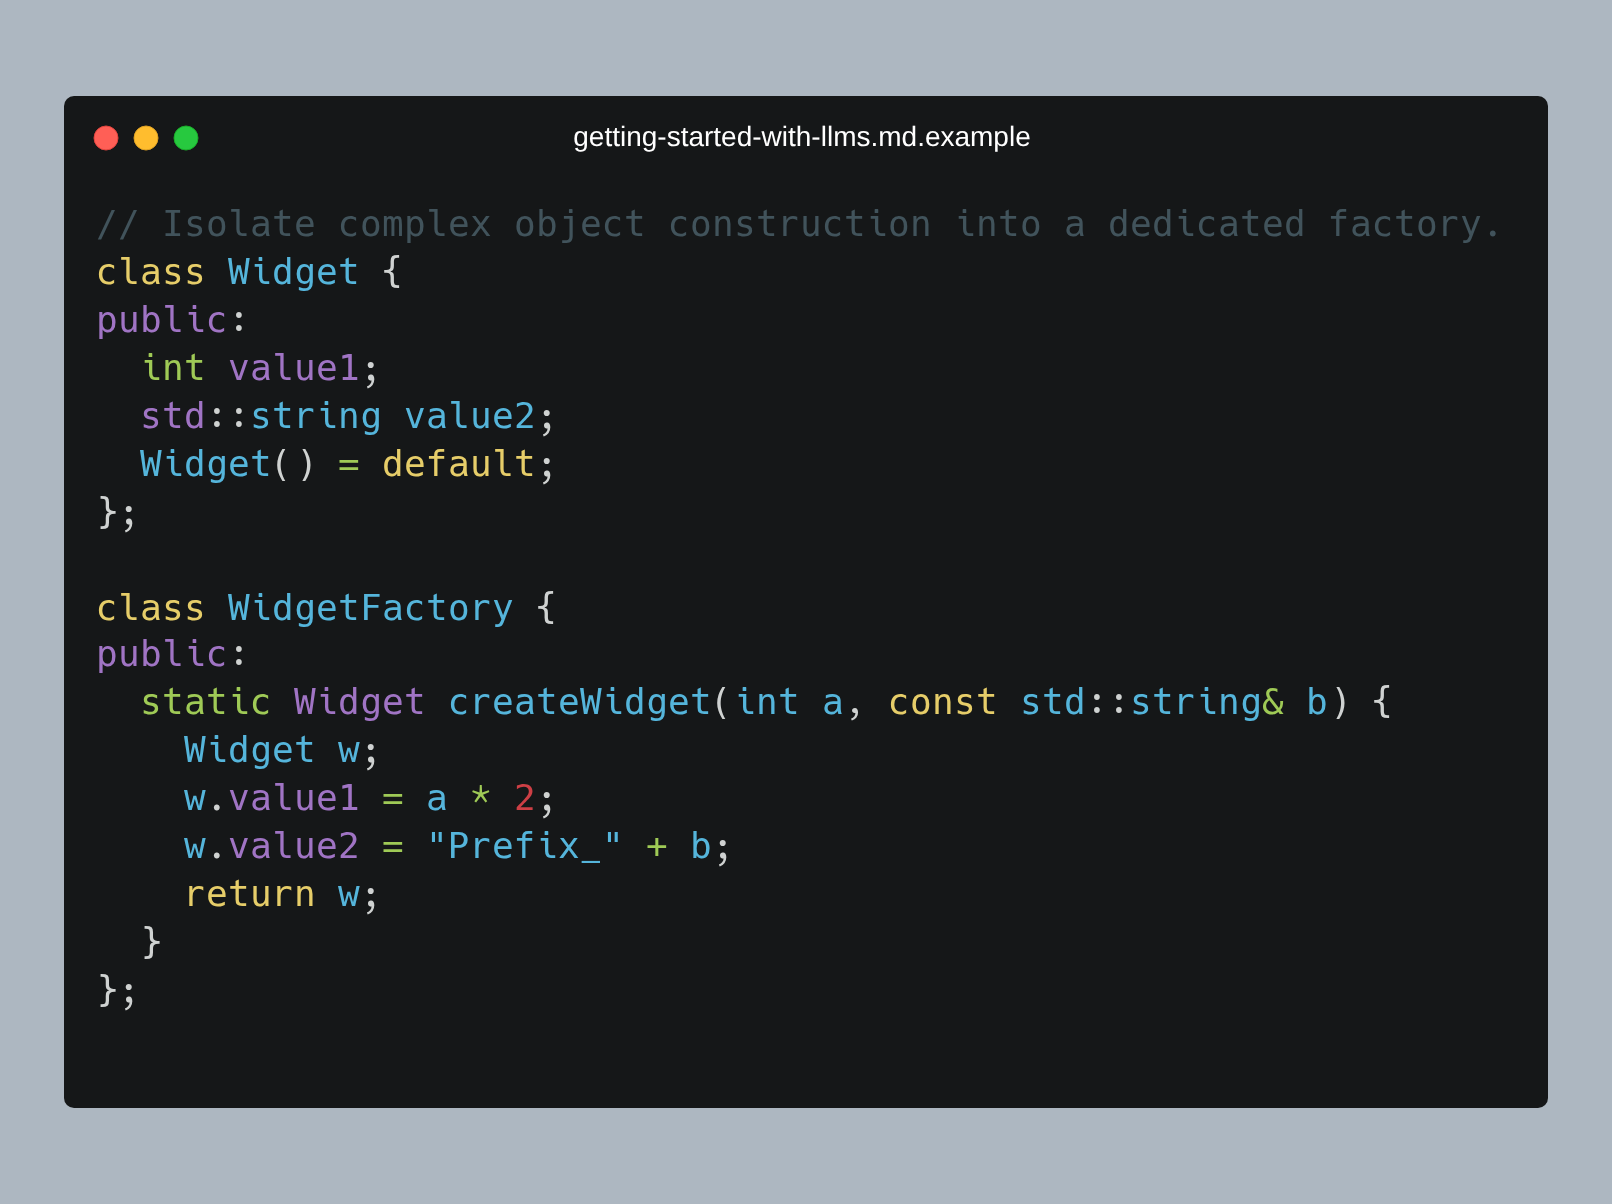 getting-started-with-llms.md.example
// Isolate complex object construction into a dedicated factory.
class Widget {
public:
  int value1;
  std::string value2;
  Widget() = default;
};

class WidgetFactory {
public:
  static Widget createWidget(int a, const std::string& b) {
    Widget w;
    w.value1 = a * 2;
    w.value2 = "Prefix_" + b;
    return w;
  }
};